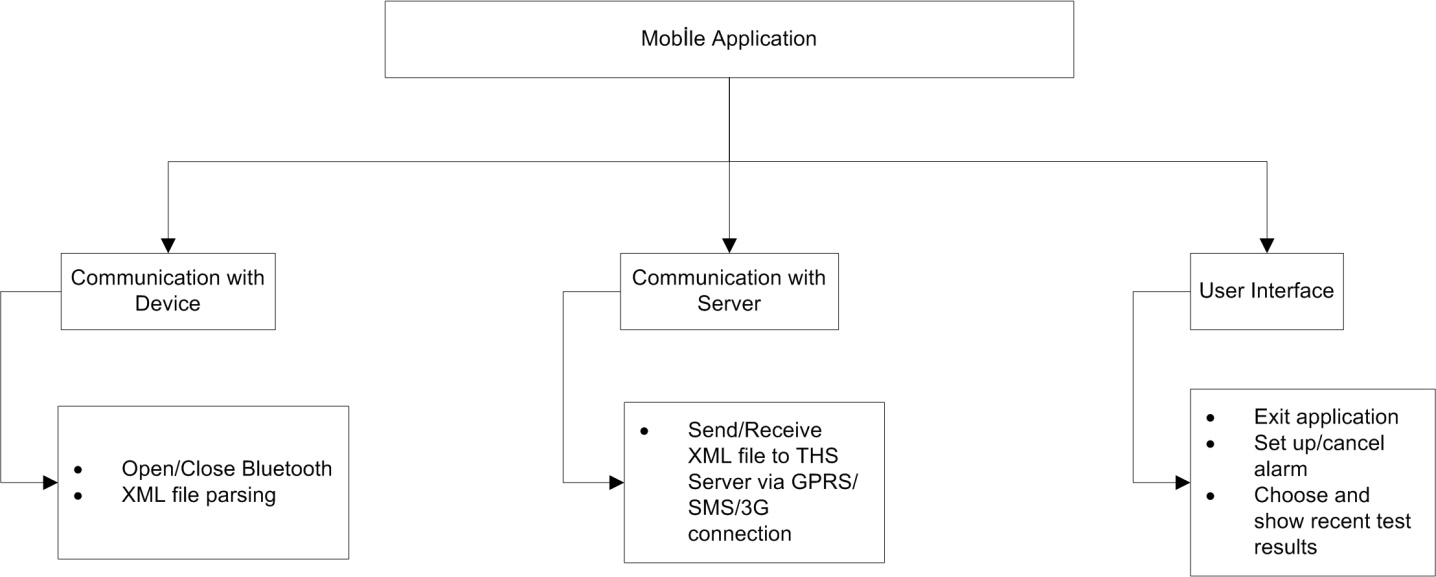 Mobİle Application
Communication with
Device
Communication with
Server
User Interface
• Open/Close Bluetooth
• XML file parsing
• Send/Receive
XML file to THS
Server via GPRS/
SMS/3G
connection
• Exit application
• Set up/cancel
alarm
• Choose and
show recent test
results